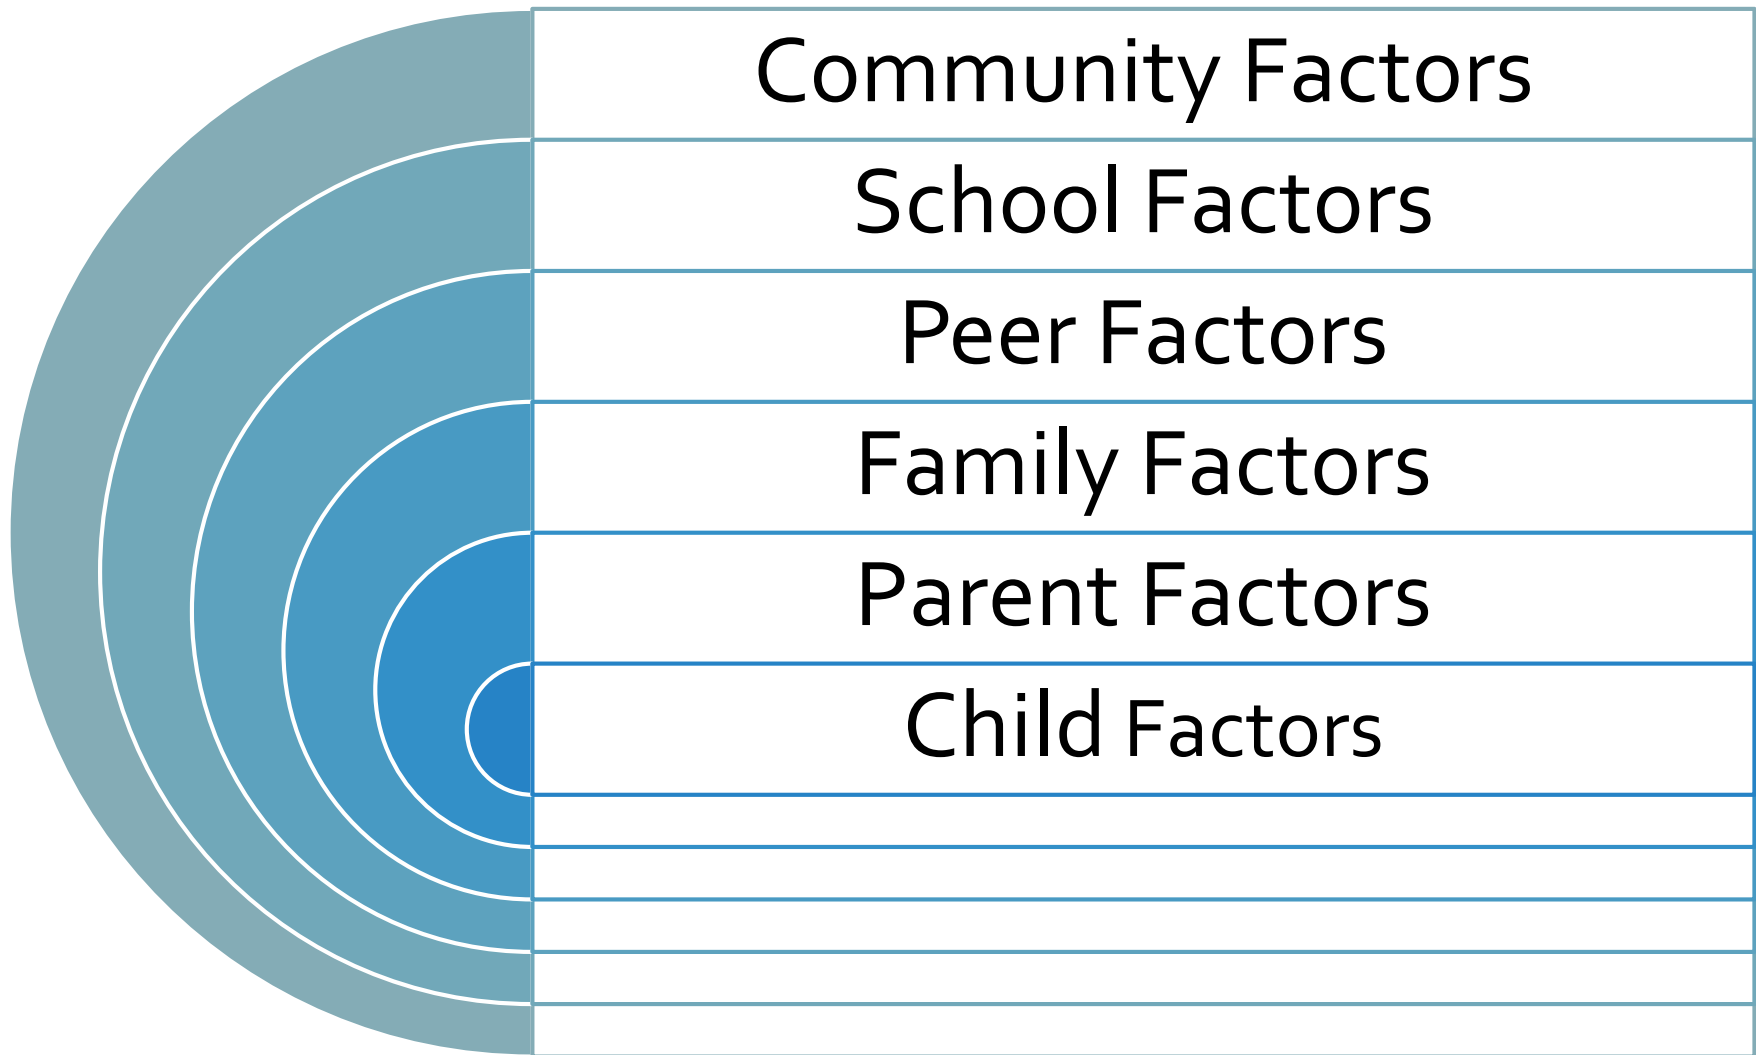 Community Factors
School Factors
Peer Factors
Family Factors
Parent Factors
Child Factors